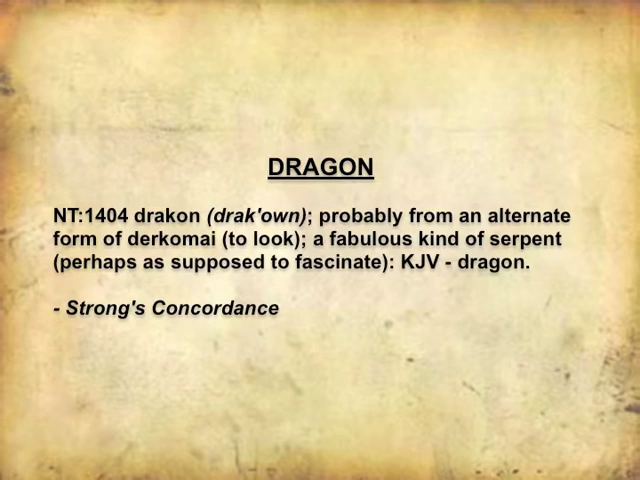 DRAGON
NT:1404 drakon (drak'own); probably from an alternate
form of derkomai (to look); a fabulous kind of serpent
(perhaps as supposed to fascinate): KJV - dragon.
- Strong's Concordance